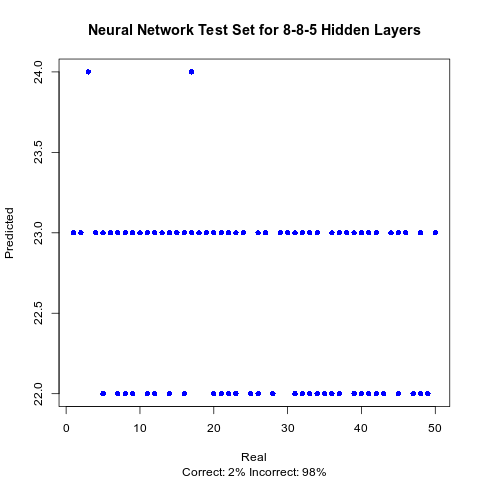 Neural Network Test Set for 8-8-5 Hidden Layers
24.0
23.5
23.0
22.5
22.0
Predicted
0 10 20 30 40 50
Real
Correct: 2% Incorrect: 98%